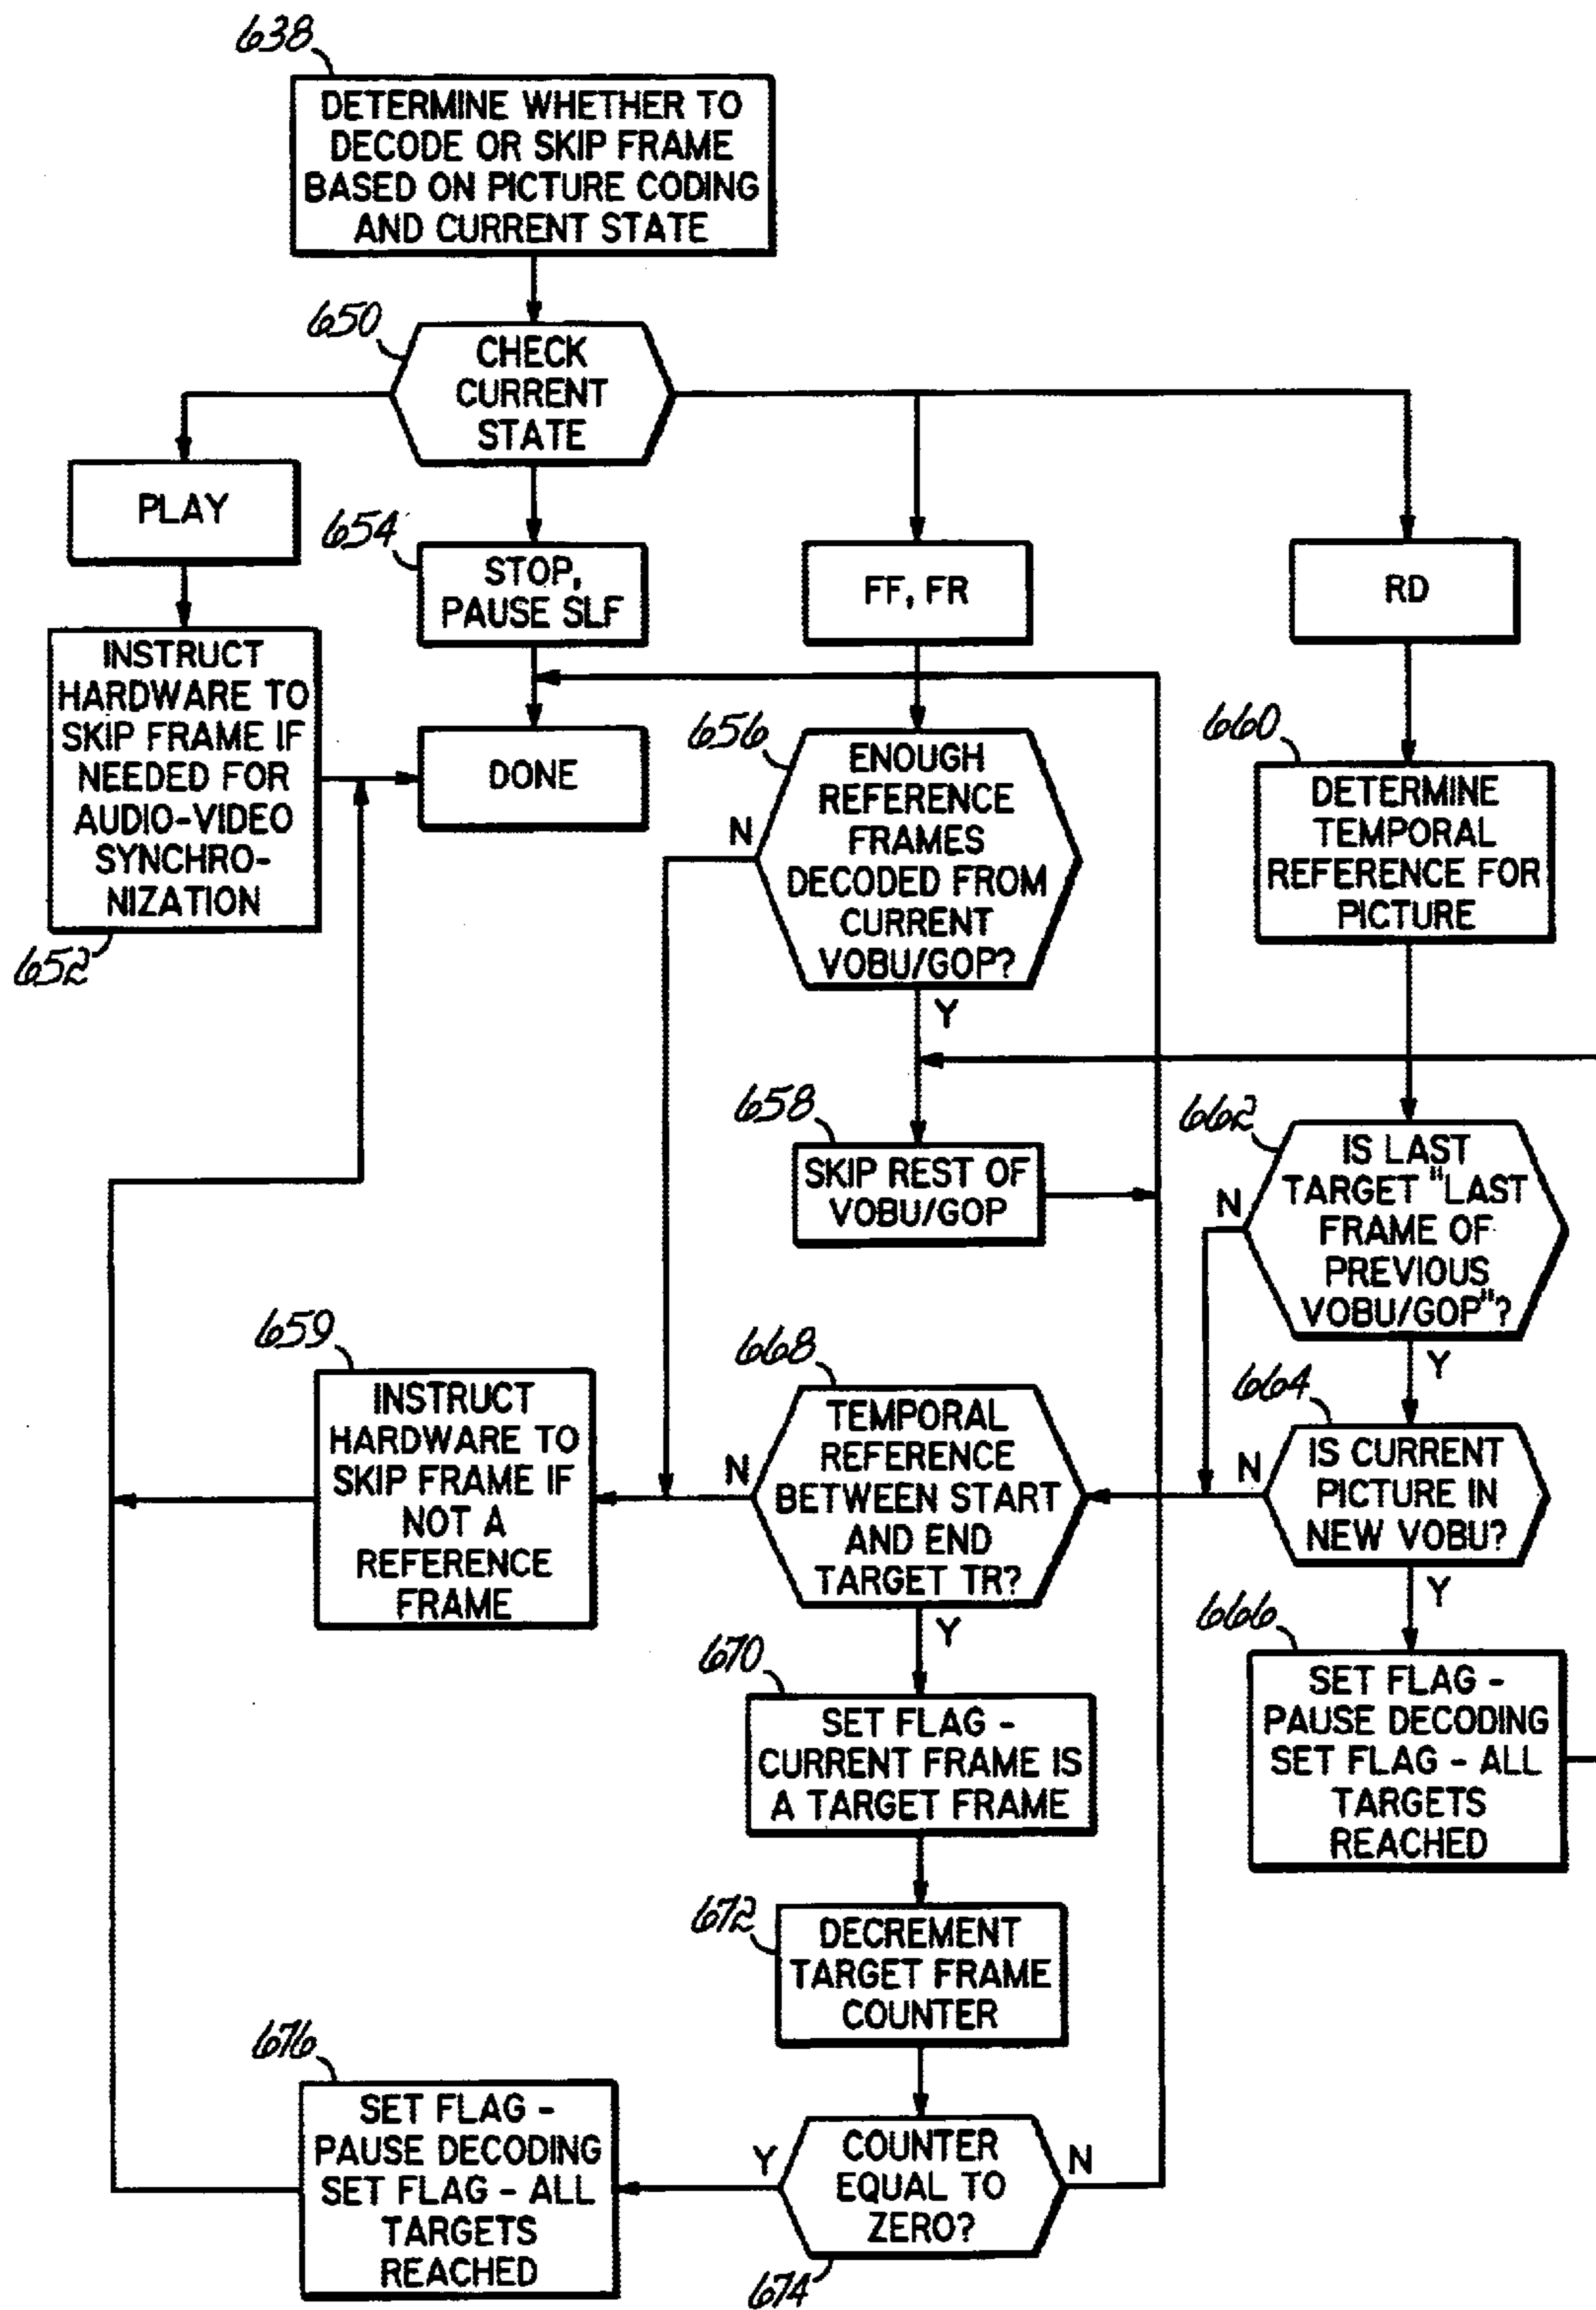 638
DETERMINE WHETHER TO
DECODE OR SKIP FRAME
BASED ON PICTURE CODING
AND CURRENT STATE
650
CHECK
CURRENT
STATE
PLAY
654
STOP,
PAUSE SLF
FF, FR
RD
INSTRUCT
HARDWARE TO
SKIP FRAME IF
NEEDED FOR
AUDIO-VIDEO
SYNCHRO-
NIZATION
652
DONE
656
ENOUGH
REFERENCE
FRAMES
DECODED FROM
CURRENT
VOBU/GOP?
N
Y
660
DETERMINE
TEMPORAL
REFERENCE FOR
PICTURE
658
SKIP REST OF
VOBU/GOP
662
IS LAST
TARGET "LAST
FRAME OF
PREVIOUS
VOBU/GOP"?
N
Y
659
INSTRUCT
HARDWARE TO
SKIP FRAME IF
NOT A
REFERENCE
FRAME
668
TEMPORAL
REFERENCE
BETWEEN START
AND END
TARGET TR?
N
Y
664
IS CURRENT
PICTURE IN
NEW VOBU?
N
Y
666
SET FLAG -
PAUSE DECODING
SET FLAG - ALL
TARGETS
REACHED
670
SET FLAG -
CURRENT FRAME IS
A TARGET FRAME
672
DECREMENT
TARGET FRAME
COUNTER
676
SET FLAG -
PAUSE DECODING
SET FLAG - ALL
TARGETS
REACHED
Y
COUNTER
EQUAL TO
ZERO?
N
674